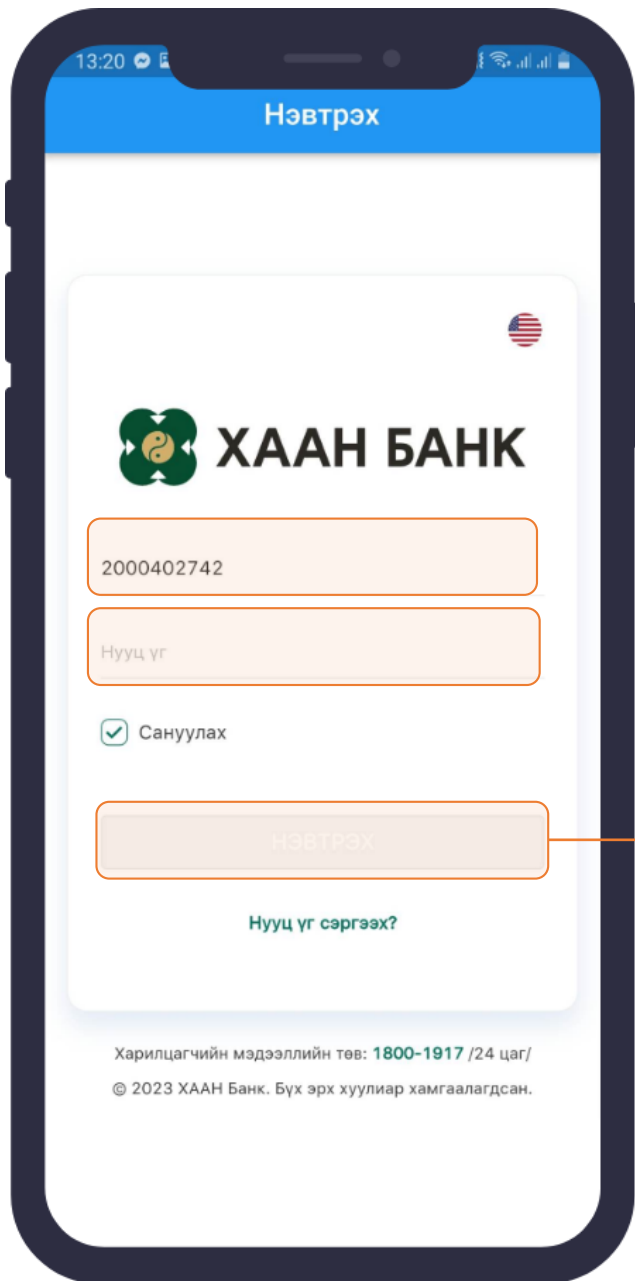 13:20
Нэвтрэх
ХААН БАНК
2000402742
Нууц үг
Сануулах
НЭВТРЭХ
Нууц үг сэргээх?
Харилцагчийн мэдээллийн төв: 1800-1917 /24 цаг/
© 2023 ХААН Банк. Бүх эрх хуулиар хамгаалагдсан.